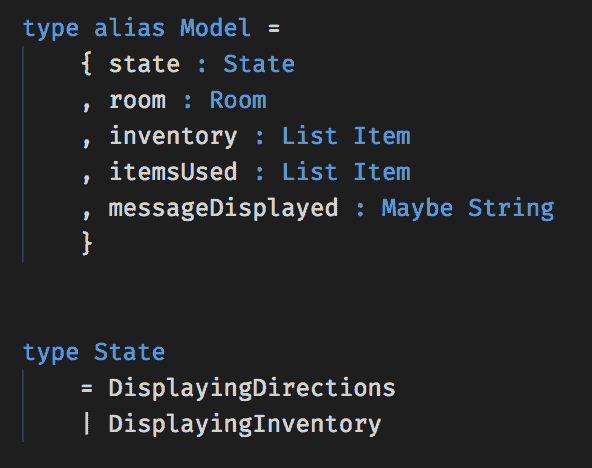 type alias Model =
    { state : State
    , room : Room
    , inventory : List Item
    , itemsUsed : List Item
    , messageDisplayed : Maybe String
    }
type State
    = DisplayingDirections
    | DisplayingInventory